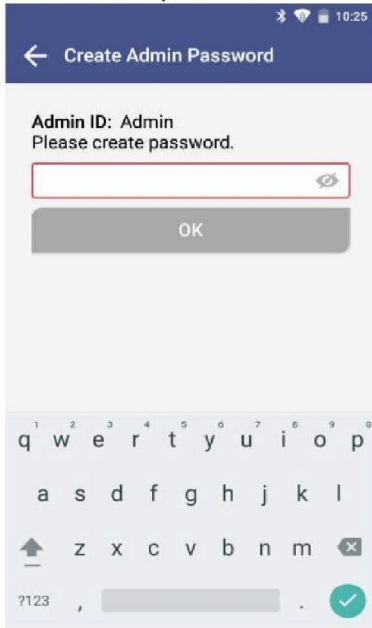 10:25
Create Admin Password
Admin ID: Admin
Please create password.
OK
1 2 3 4 5 6 7 8 9 0
q w e r t y u i o p
a s d f g h j k l
z x c v b n m
?123 , .